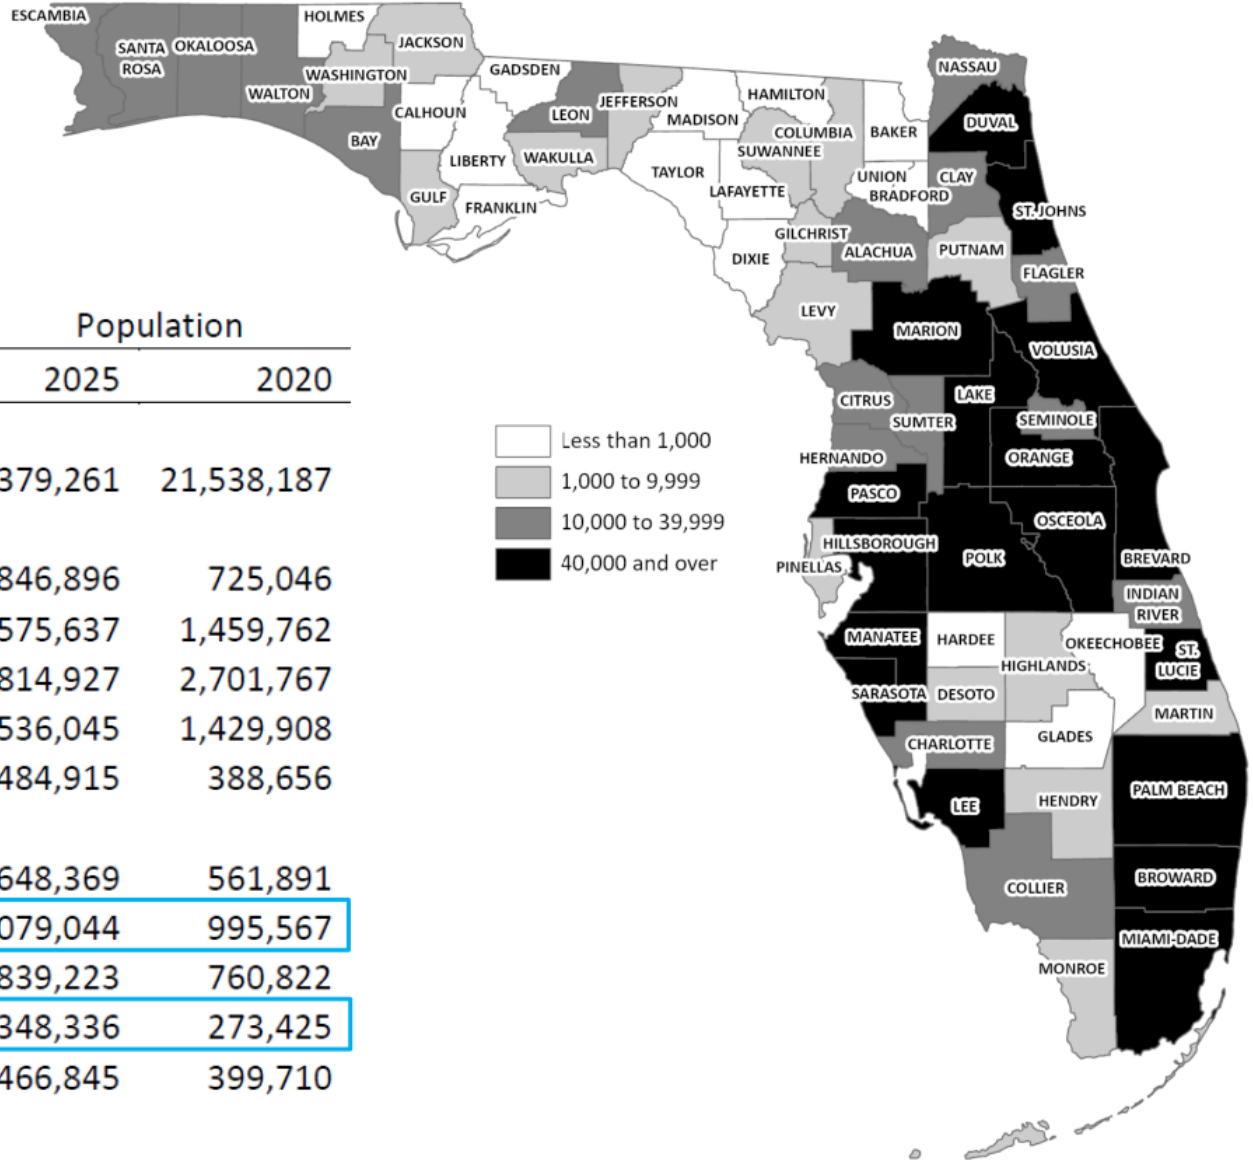 ESCAMBIA
HOLMES
SANTA ROSA
OKALOOSA
JACKSON
WASHINGTON
WALTON
BAY
GADSDEN
CALHOUN
LEON
JEFFERSON
MADISON
HAMILTON
COLUMBIA
BAKER
NASSAU
DUVAL
LIBERTY
WAKULLA
TAYLOR
SUWANNEE
LAFAYETTE
UNION
BRADFORD
CLAY
ST. JOHNS
GULF
FRANKLIN
DIXIE
GILCHRIST
ALACHUA
PUTNAM
FLAGLER
LEVY
MARION
VOLUSIA
Population
2025 2020
379,261 21,538,187
846,896 725,046
575,637 1,459,762
814,927 2,701,767
536,045 1,429,908
484,915 388,656
648,369 561,891
079,044 995,567
839,223 760,822
348,336 273,425
466,845 399,710
Less than 1,000
1,000 to 9,999
10,000 to 39,999
40,000 and over
CITRUS
SUMTER
LAKE
SEMINOLE
HERNANDO
ORANGE
PASCO
OSCEOLA
HILLSBOROUGH
POLK
BREVARD
PINELLAS
INDIAN RIVER
MANATEE
HARDEE
OKEECHOBEE
ST. LUCIE
HIGHLANDS
SARASOTA
DESOTO
MARTIN
CHARLOTTE
GLADES
LEE
HENDRY
PALM BEACH
COLLIER
BROWARD
MIAMI-DADE
MONROE